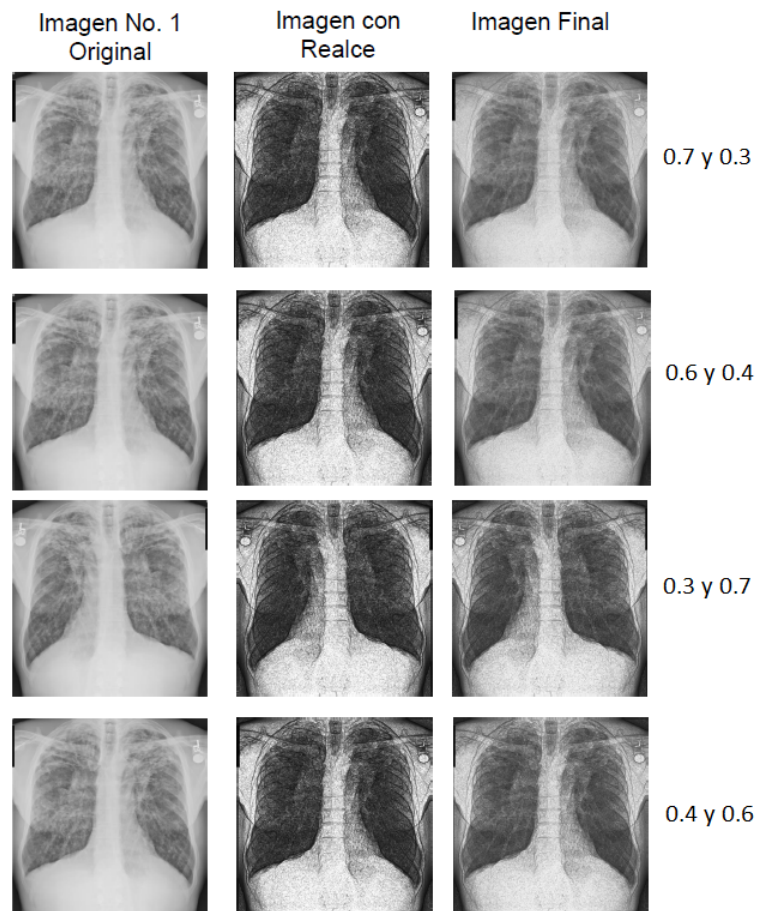 Imagen No. 1
Original
Imagen con
Realce
Imagen Final
0.7 y 0.3
0.6 y 0.4
0.3 y 0.7
0.4 y 0.6